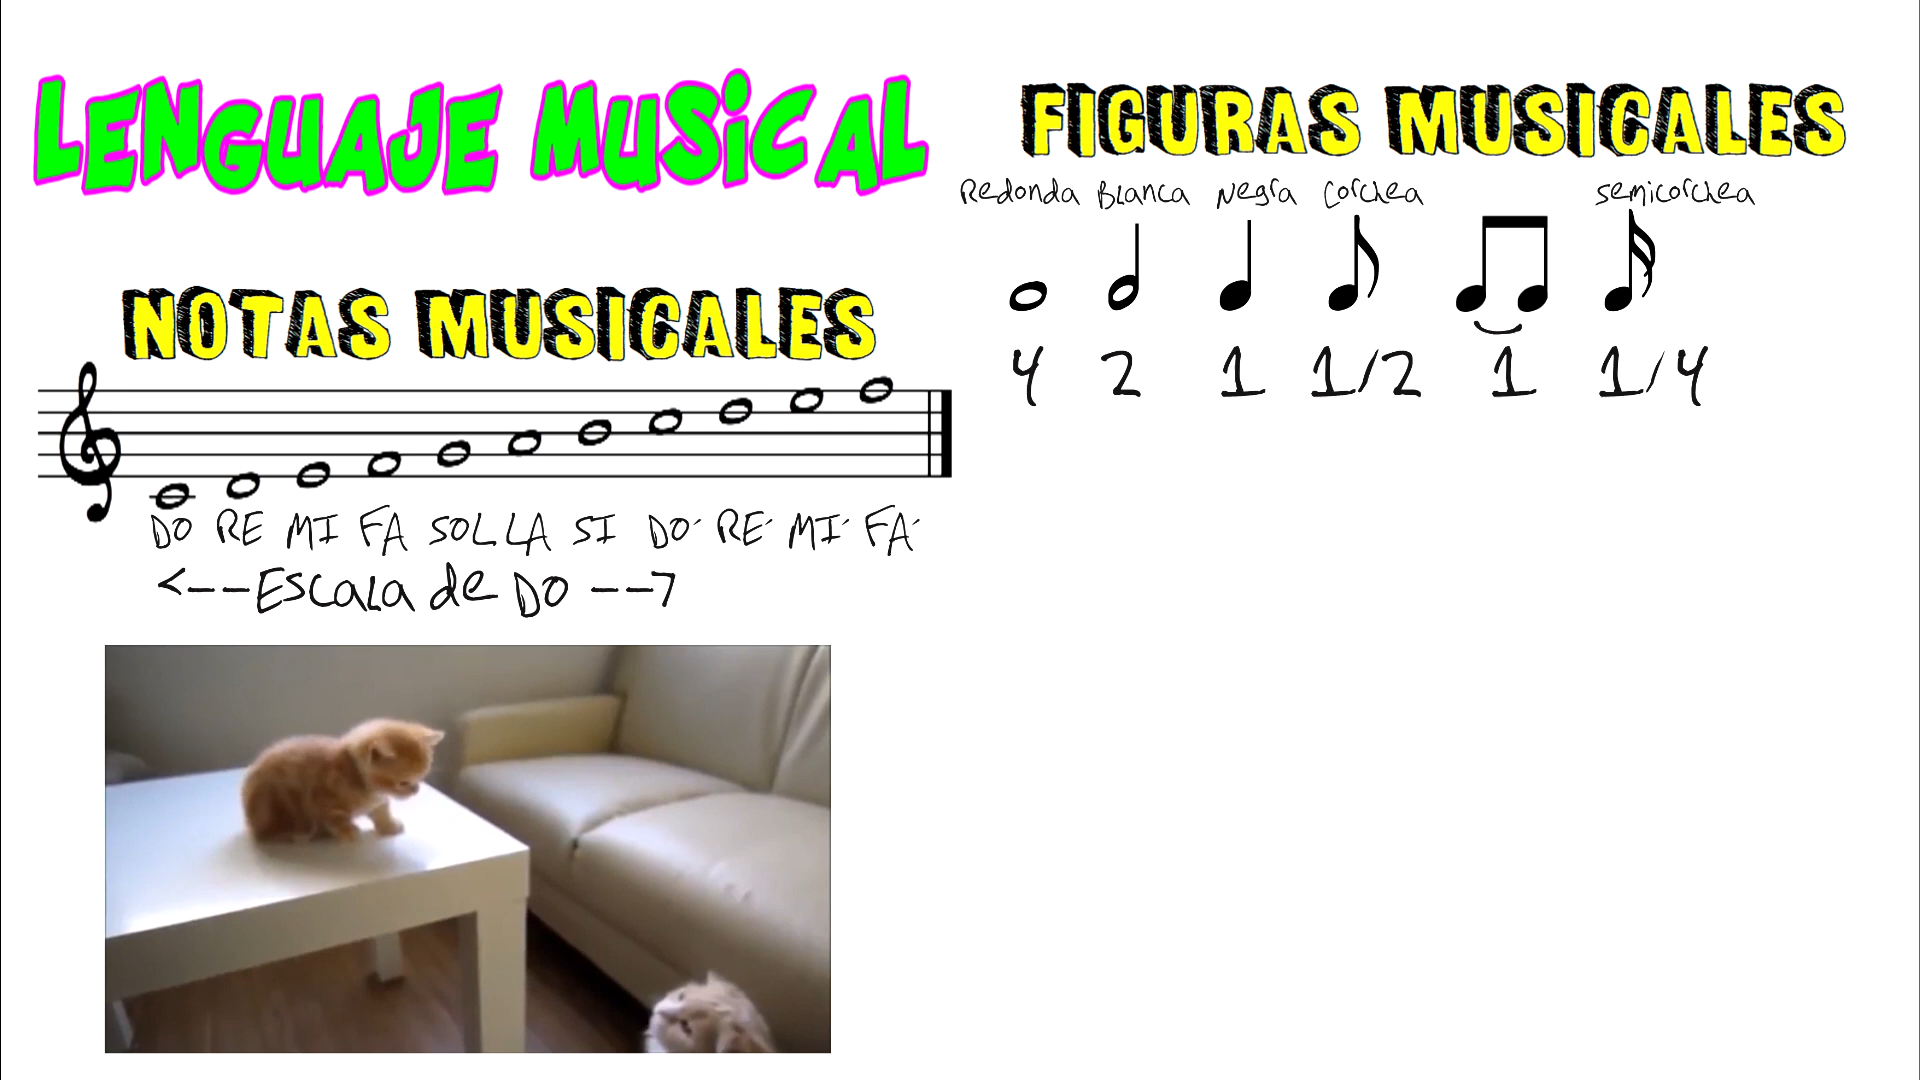 LENGUAJE MUSICAL
NOTAS MUSICALES
DO RE MI FA SOL LA SI DO´ RE´ MI´ FA´
<--Escala de DO -->
FIGURAS MUSICALES
Redonda Blanca Negra Corchea semicorchea
4 2 1 1/2 1 1/4